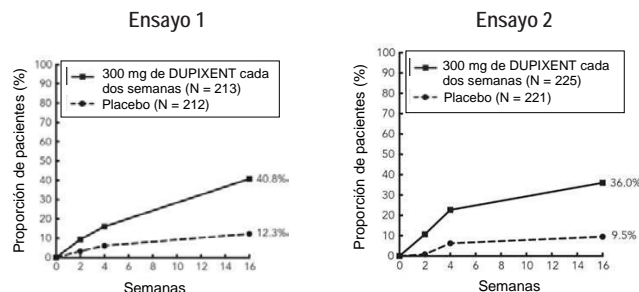 Ensayo 1
Proporción de pacientes (%)
100
90
80
70
60
50
40
30
20
10
0
300 mg de DUPIXENT cada
dos semanas (N = 213)
Placebo (N = 212)
40.8%
12.3%
0 2 4 6 8 10 12 14 16
Semanas
Ensayo 2
Proporción de pacientes (%)
100
90
80
70
60
50
40
30
20
10
0
300 mg de DUPIXENT cada
dos semanas (N = 225)
Placebo (N = 221)
36.0%
9.5%
0 2 4 6 8 10 12 14 16
Semanas